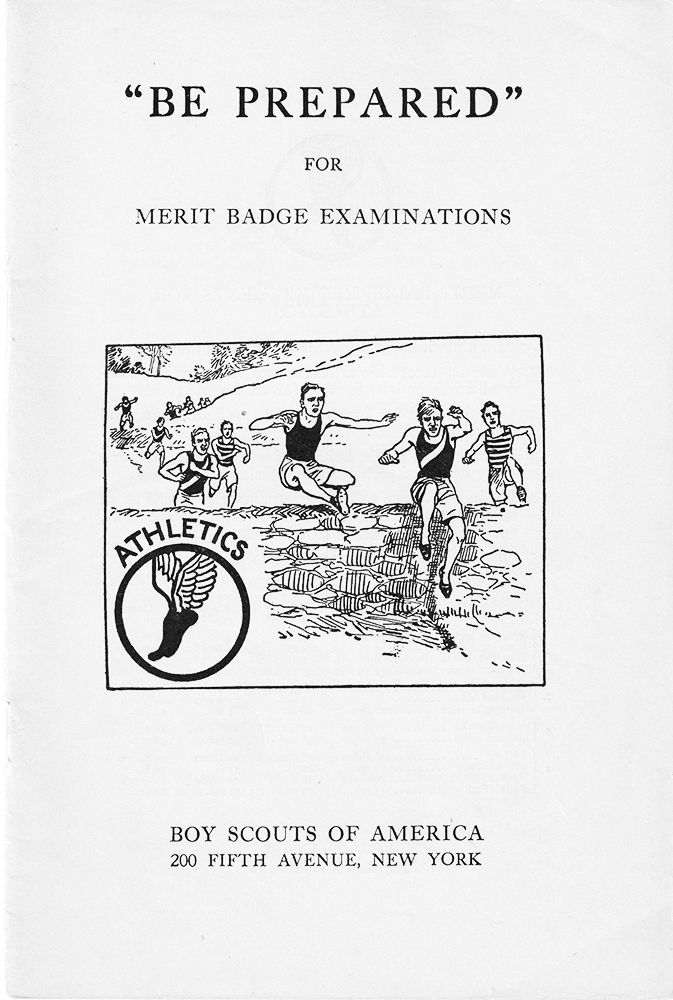 “BE PREPARED”
FOR
MERIT BADGE EXAMINATIONS
ATHLETICS
BOY SCOUTS OF AMERICA
200 FIFTH AVENUE, NEW YORK